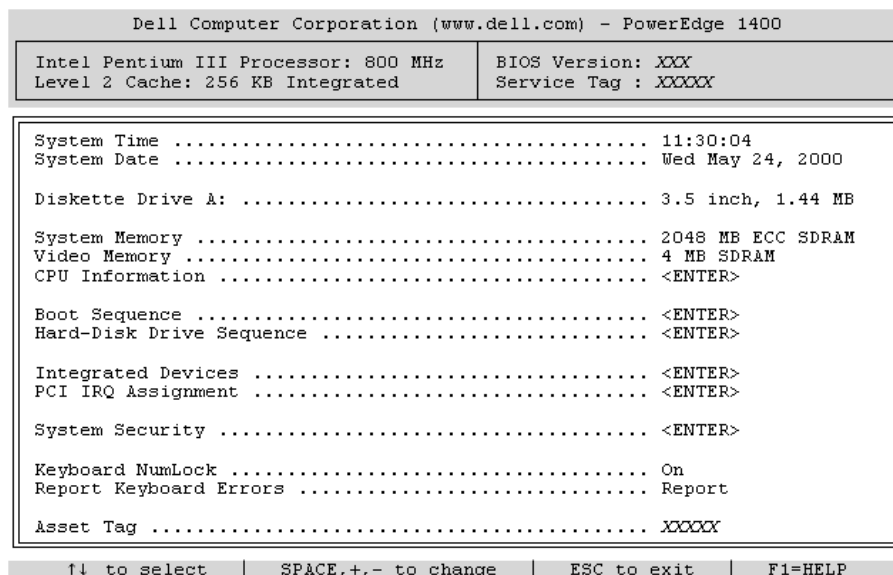 Dell Computer Corporation (www.dell.com) - PowerEdge 1400
Intel Pentium III Processor: 800 MHz
Level 2 Cache: 256 KB Integrated
BIOS Version: XXX
Service Tag : XXXXX
System Time .......................................... 11:30:04
System Date .......................................... Wed May 24, 2000
Diskette Drive A: .................................... 3.5 inch, 1.44 MB
System Memory ........................................ 2048 MB ECC SDRAM
Video Memory ......................................... 4 MB SDRAM
CPU Information ...................................... <ENTER>
Boot Sequence ........................................ <ENTER>
Hard-Disk Drive Sequence ............................. <ENTER>
Integrated Devices ................................... <ENTER>
PCI IRQ Assignment ................................... <ENTER>
System Security ...................................... <ENTER>
Keyboard NumLock ..................................... On
Report Keyboard Errors ............................... Report
Asset Tag ............................................ XXXXX
↑↓ to select | SPACE,+,- to change | ESC to exit | F1=HELP